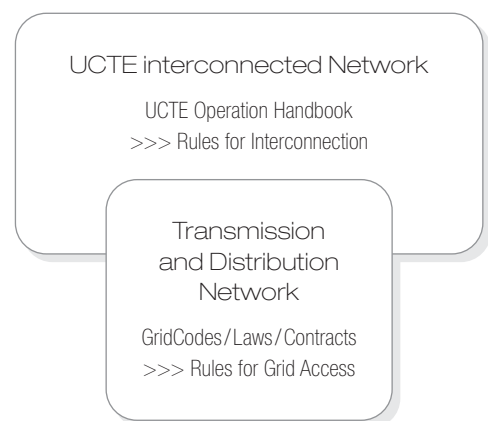 UCTE interconnected Network
UCTE Operation Handbook
>>> Rules for Interconnection
Transmission
and Distribution
Network
GridCodes/Laws/Contracts
>>> Rules for Grid Access